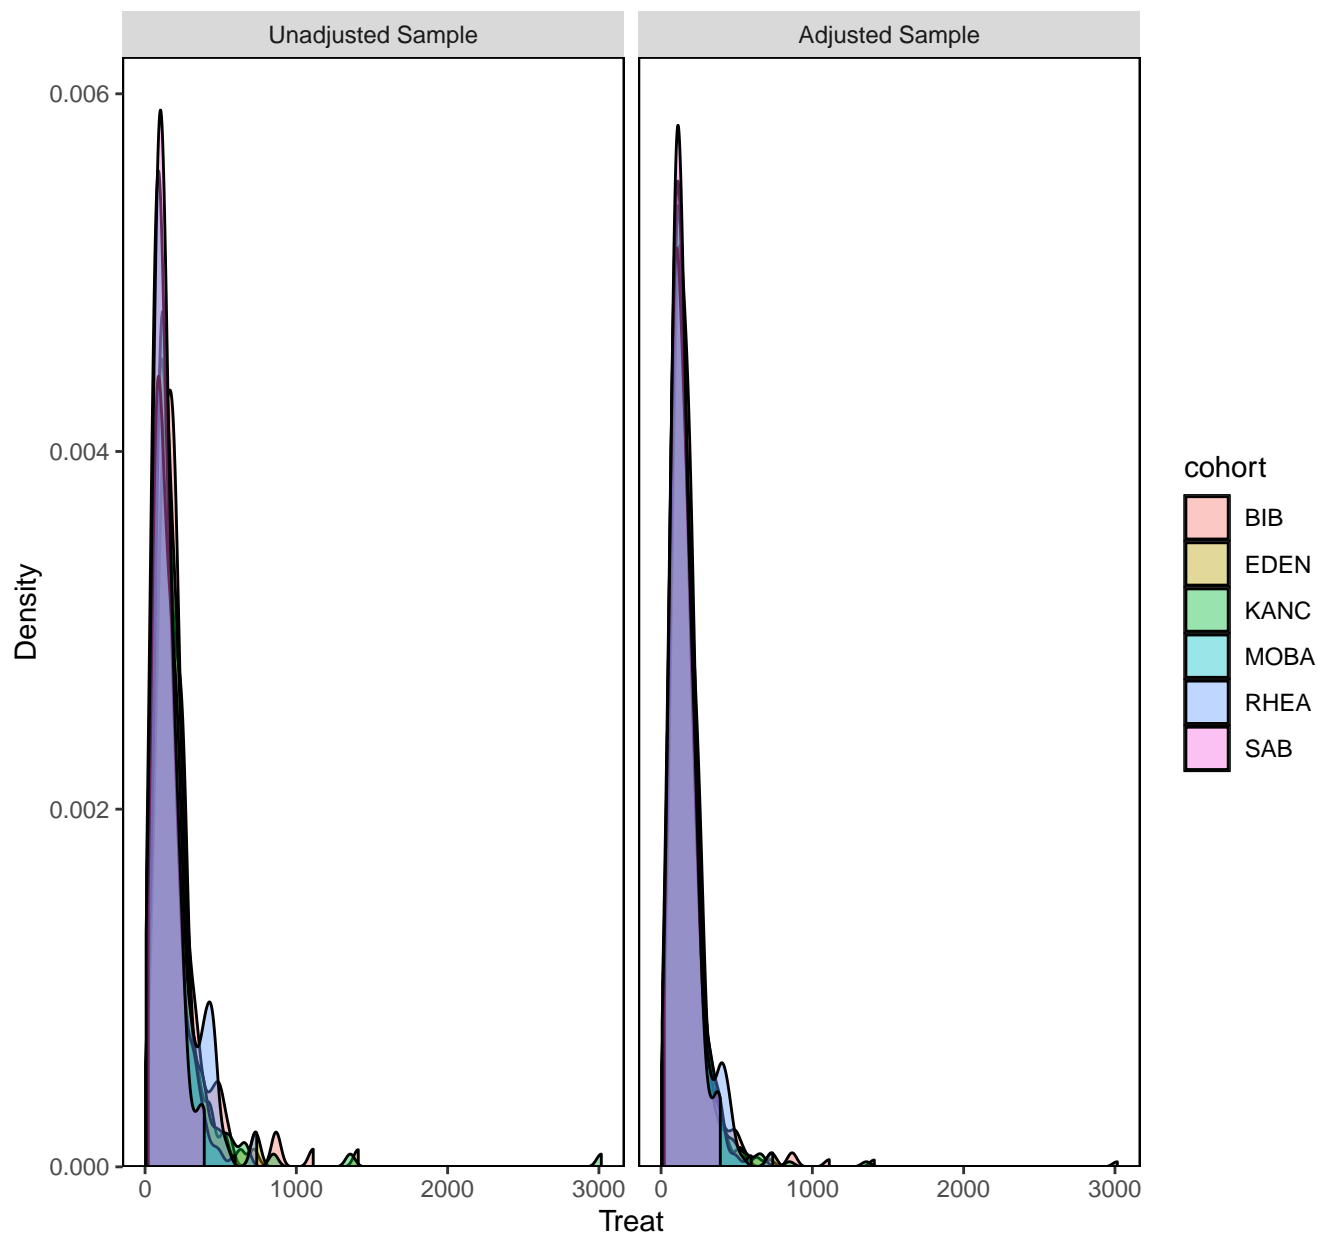 Unadjusted Sample
Adjusted Sample
0.006
0.004
0.002
0.000
Density
0
1000
2000
3000
0
1000
2000
3000
Treat
cohort
BIB
EDEN
KANC
MOBA
RHEA
SAB